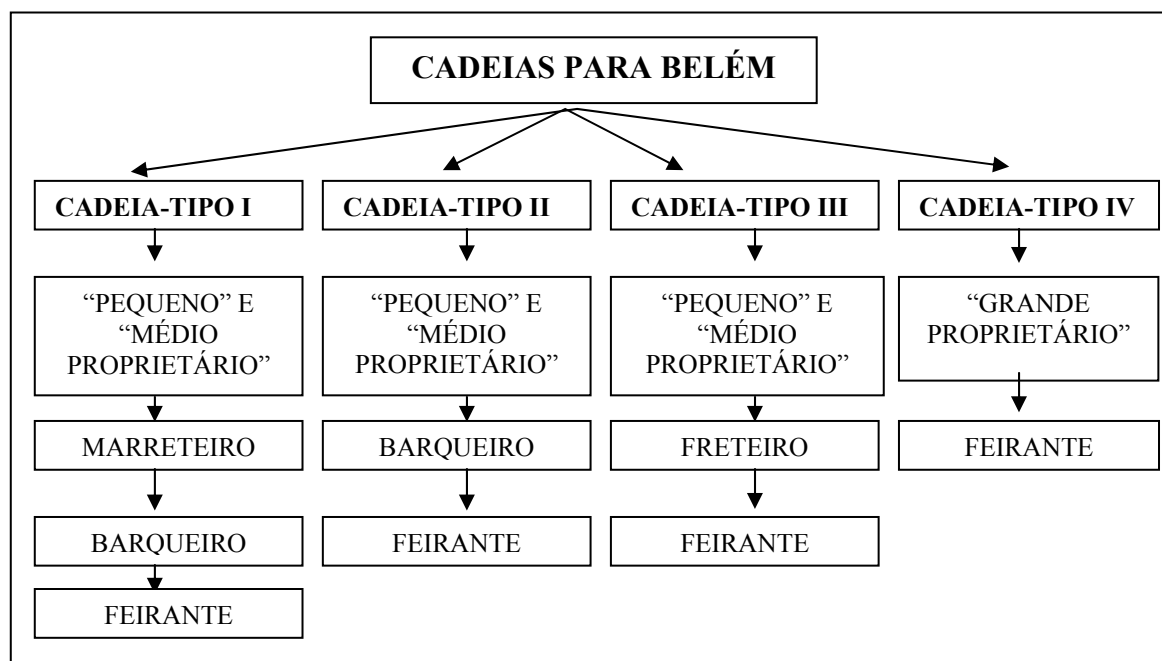 CADEIAS PARA BELÉM
CADEIA-TIPO I
“PEQUENO” E
“MÉDIO
PROPRIETÁRIO”
MARRETEIRO
BARQUEIRO
FEIRANTE
CADEIA-TIPO II
“PEQUENO” E
“MÉDIO
PROPRIETÁRIO”
BARQUEIRO
FEIRANTE
CADEIA-TIPO III
“PEQUENO” E
“MÉDIO
PROPRIETÁRIO”
FRETEIRO
FEIRANTE
CADEIA-TIPO IV
“GRANDE
PROPRIETÁRIO”
FEIRANTE